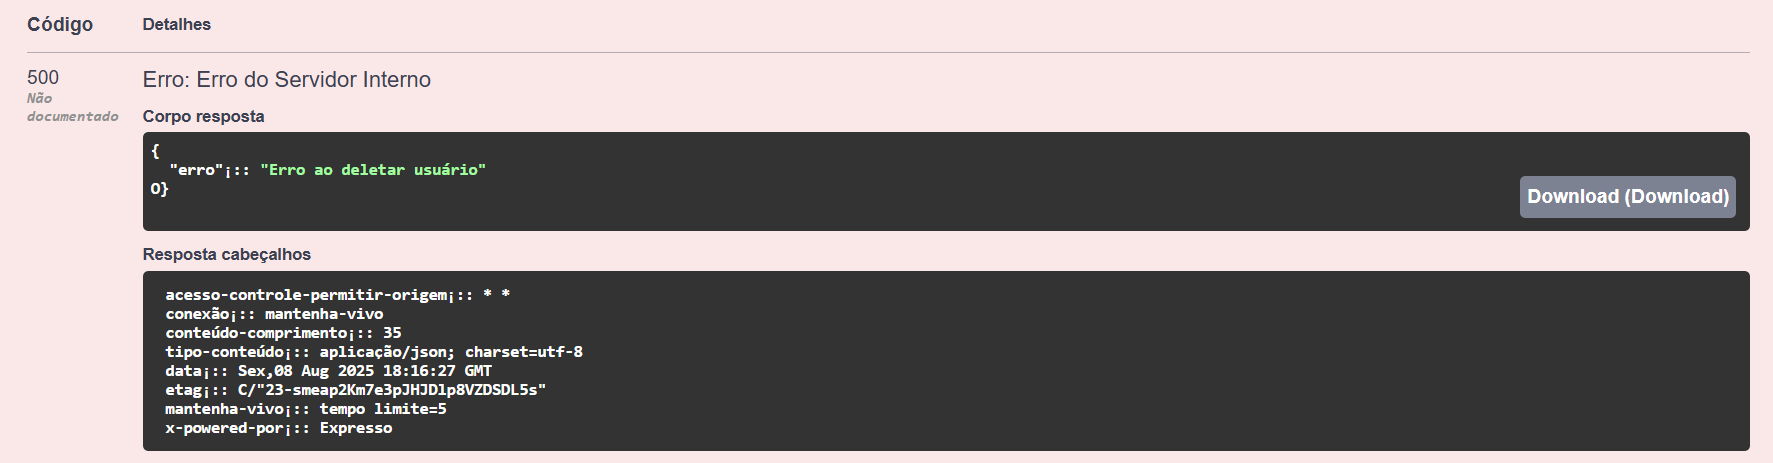 Código Detalhes
500 Erro: Erro do Servidor Interno
Não
documentado
Corpo resposta
{
"erro"¡:: "Erro ao deletar usuário"
O}
Download (Download)
Resposta cabeçalhos
acesso-controle-permitir-origem¡:: * *
conexão¡:: mantenha-vivo
conteúdo-comprimento¡:: 35
tipo-conteúdo¡:: aplicação/json; charset=utf-8
data¡:: Sex,08 Aug 2025 18:16:27 GMT
etag¡:: C/"23-smeap2Km7e3pJHJDlp8VZDSDL5s"
mantenha-vivo¡:: tempo limite=5
x-powered-por¡:: Expresso